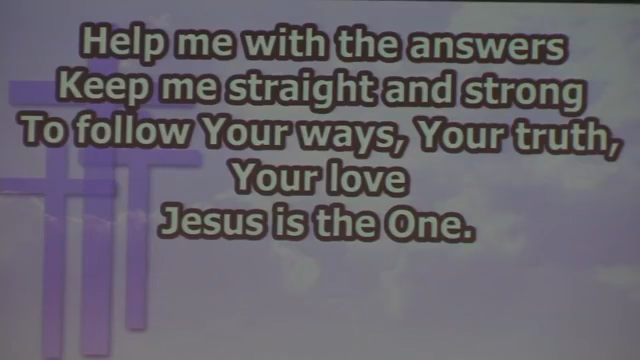 Help me with the answers
Keep me straight and strong
To follow Your ways, Your truth,
Your love
Jesus is the One.